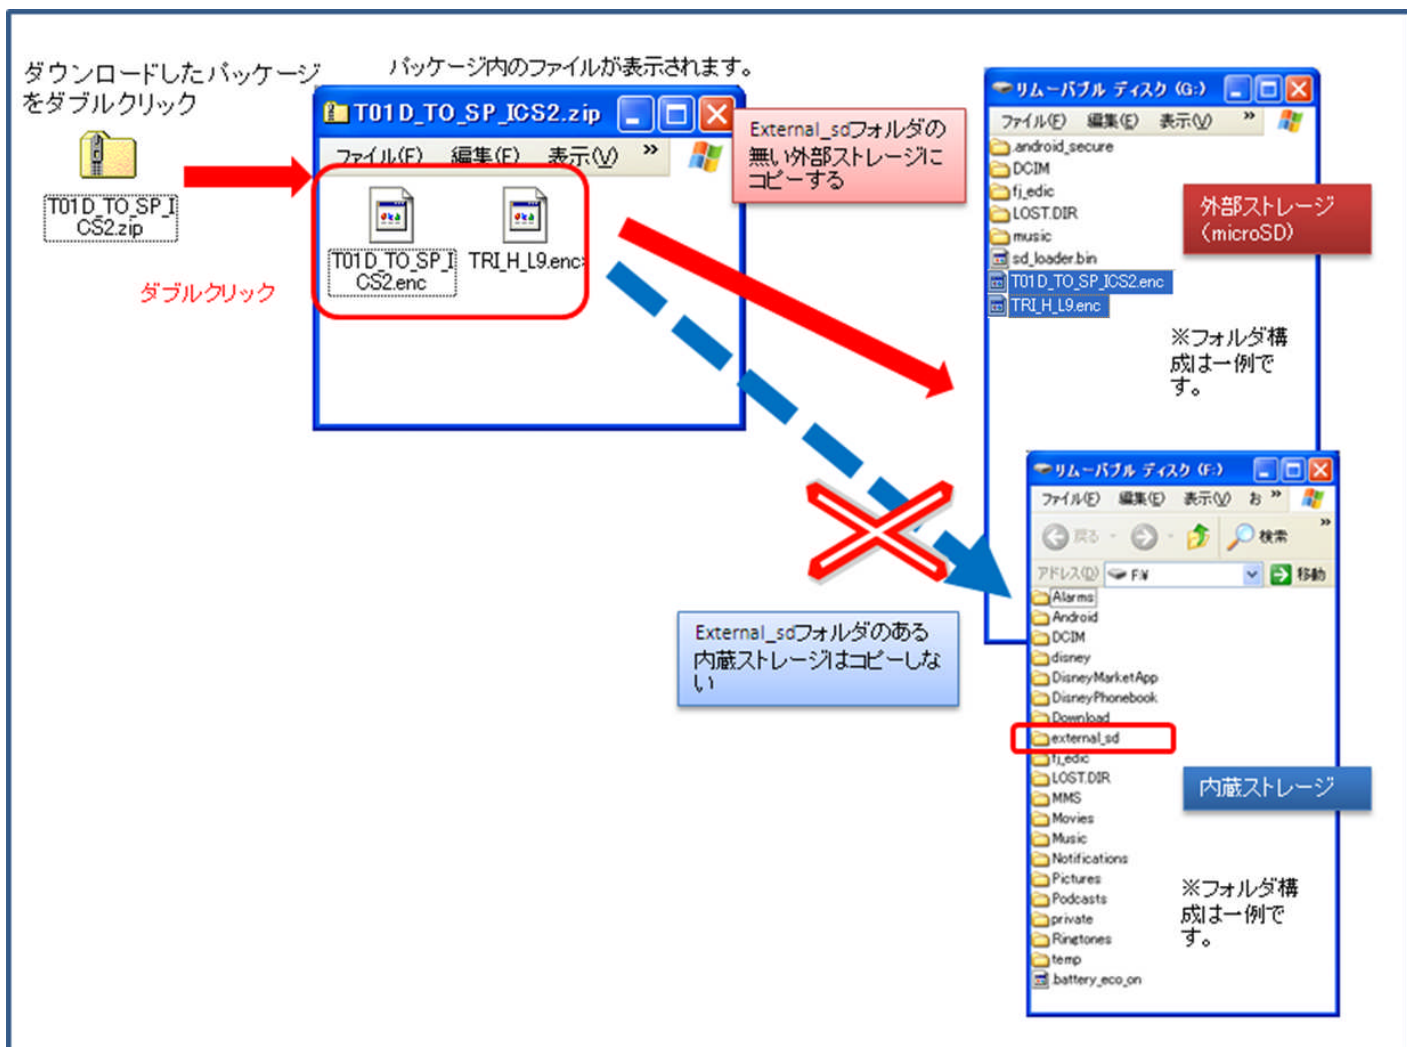 ダウンロードしたパッケージ
をダブルクリック
T01D_TO_SP_I
CS2.zip
ダブルクリック
パッケージ内のファイルが表示されます。
T01D_TO_SP_ICS2.zip
ファイル(F) 編集(E) 表示(V) »
T01D_TO_SP_I
CS2.enc
TRI_H_L9.enc
External_sdフォルダの
無い外部ストレージに
コピーする
リムーバブル ディスク (G:)
ファイル(F) 編集(E) 表示(V) »
.android_secure
DCIM
fj_edic
LOST.DIR
music
sd_loader.bin
T01D_TO_SP_ICS2.enc
TRI_H_L9.enc
外部ストレージ
(microSD)
※フォルダ構
成は一例で
す。
External_sdフォルダのある
内蔵ストレージはコピーしな
い
リムーバブル ディスク (F:)
ファイル(F) 編集(E) 表示(V) お »
戻る 検索 »
アドレス(D) F:¥ 移動
Alarms
Android
DCIM
disney
DisneyMarketApp
DisneyPhonebook
Download
external_sd
fj_edic
LOST.DIR
MMS
Movies
Music
Notifications
Pictures
Podcasts
private
Ringtones
temp
.battery_eco_on
内蔵ストレージ
※フォルダ構
成は一例で
す。